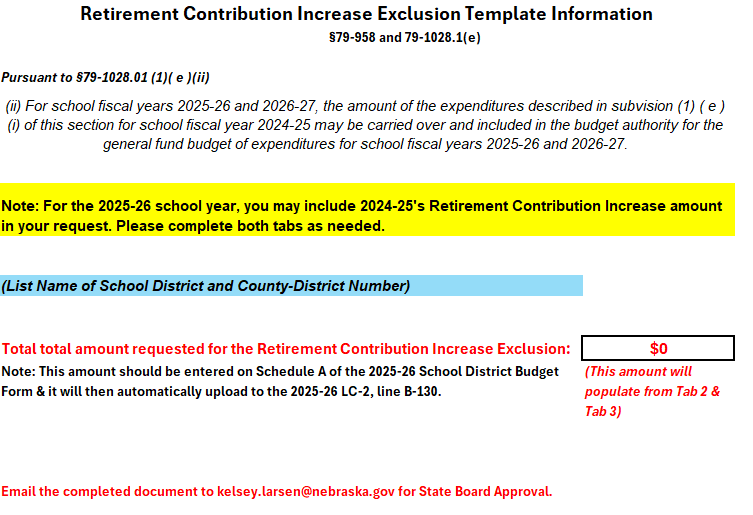 Retirement Contribution Increase Exclusion Template Information
§79-958 and 79-1028.1(e)
Pursuant to §79-1028.01 (1)( e )(ii)
(ii) For school fiscal years 2025-26 and 2026-27, the amount of the expenditures described in subvision (1) ( e )
(i) of this section for school fiscal year 2024-25 may be carried over and included in the budget authority for the
general fund budget of expenditures for school fiscal years 2025-26 and 2026-27.
Note: For the 2025-26 school year, you may include 2024-25's Retirement Contribution Increase amount
in your request. Please complete both tabs as needed.
(List Name of School District and County-District Number)
Total total amount requested for the Retirement Contribution Increase Exclusion:
$0
Note: This amount should be entered on Schedule A of the 2025-26 School District Budget
Form & it will then automatically upload to the 2025-26 LC-2, line B-130.
(This amount will
populate from Tab 2 &
Tab 3)
Email the completed document to kelsey.larsen@nebraska.gov for State Board Approval.